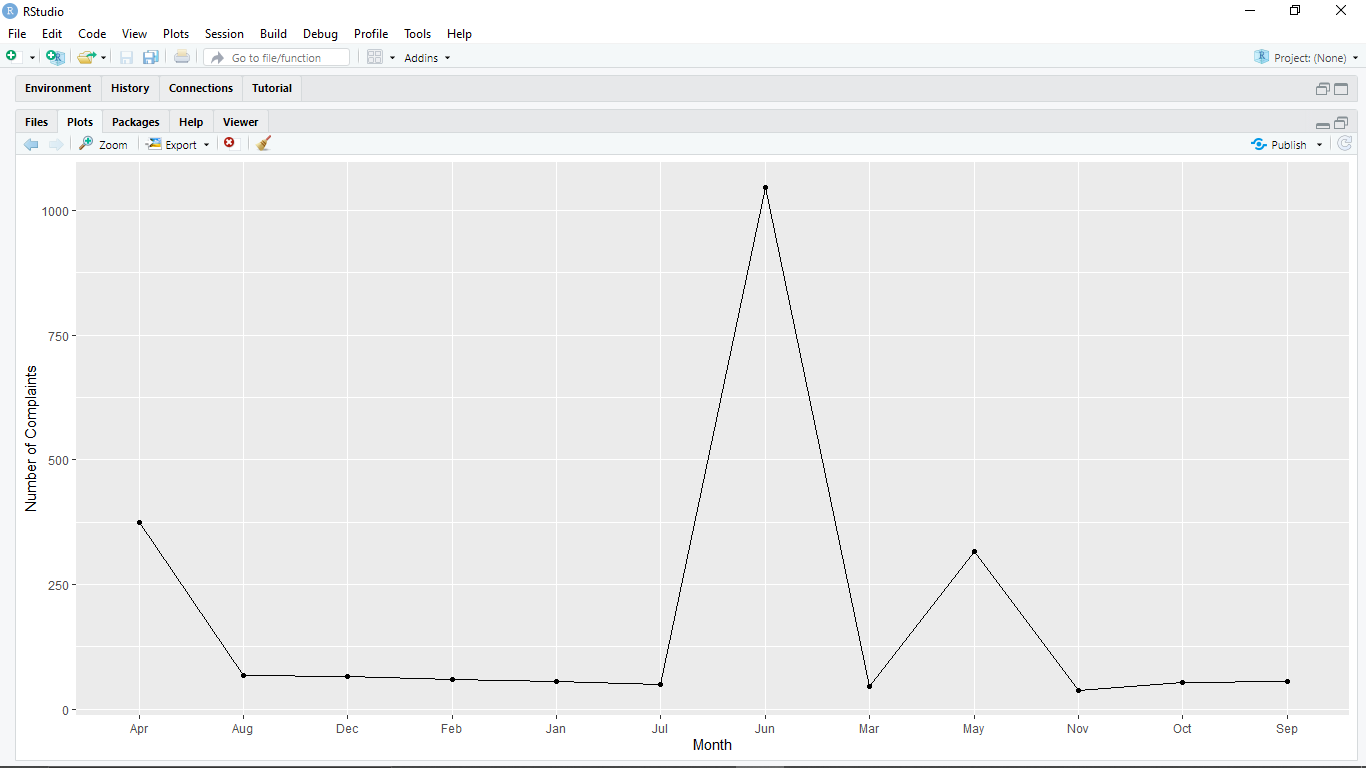 RStudio
File Edit Code View Plots Session Build Debug Profile Tools Help
Go to file/function Addins Project: (None)
Environment History Connections Tutorial
Files Plots Packages Help Viewer
Zoom Export Publish
1000
750
500
250
0
Number of Complaints
Apr Aug Dec Feb Jan Jul Jun Mar May Nov Oct Sep
Month